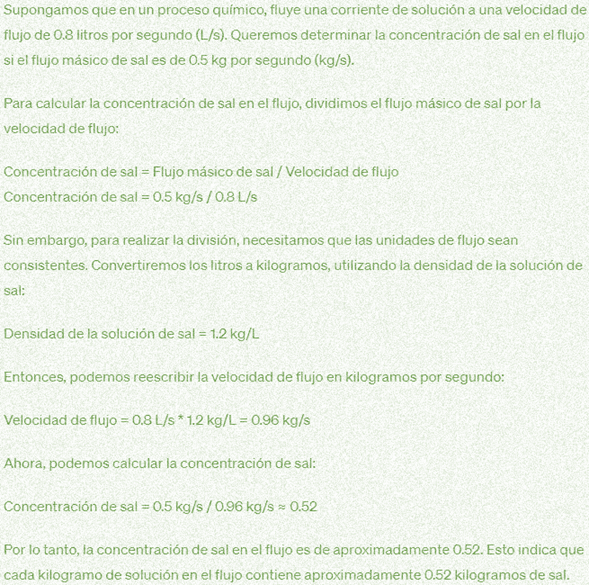 Supongamos que en un proceso químico, fluye una corriente de solución a una velocidad de
flujo de 0.8 litros por segundo (L/s). Queremos determinar la concentración de sal en el flujo
si el flujo másico de sal es de 0.5 kg por segundo (kg/s).
Para calcular la concentración de sal en el flujo, dividimos el flujo másico de sal por la
velocidad de flujo:
Concentración de sal = Flujo másico de sal / Velocidad de flujo
Concentración de sal = 0.5 kg/s / 0.8 L/s
Sin embargo, para realizar la división, necesitamos que las unidades de flujo sean
consistentes. Convertiremos los litros a kilogramos, utilizando la densidad de la solución de
sal:
Densidad de la solución de sal = 1.2 kg/L
Entonces, podemos reescribir la velocidad de flujo en kilogramos por segundo:
Velocidad de flujo = 0.8 L/s * 1.2 kg/L = 0.96 kg/s
Ahora, podemos calcular la concentración de sal:
Concentración de sal = 0.5 kg/s / 0.96 kg/s ≈ 0.52
Por lo tanto, la concentración de sal en el flujo es de aproximadamente 0.52. Esto indica que
cada kilogramo de solución en el flujo contiene aproximadamente 0.52 kilogramos de sal.